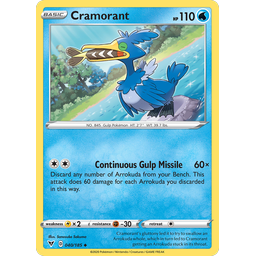 BASIC
Cramorant HP 110
NO. 845 Gulp Pokémon HT: 2'7" WT: 39.7 lbs.
Continuous Gulp Missile 60×
Discard any number of Arrokuda from your Bench. This
attack does 60 damage for each Arrokuda you discarded
in this way.
weakness ×2 resistance -30 retreat
040/185